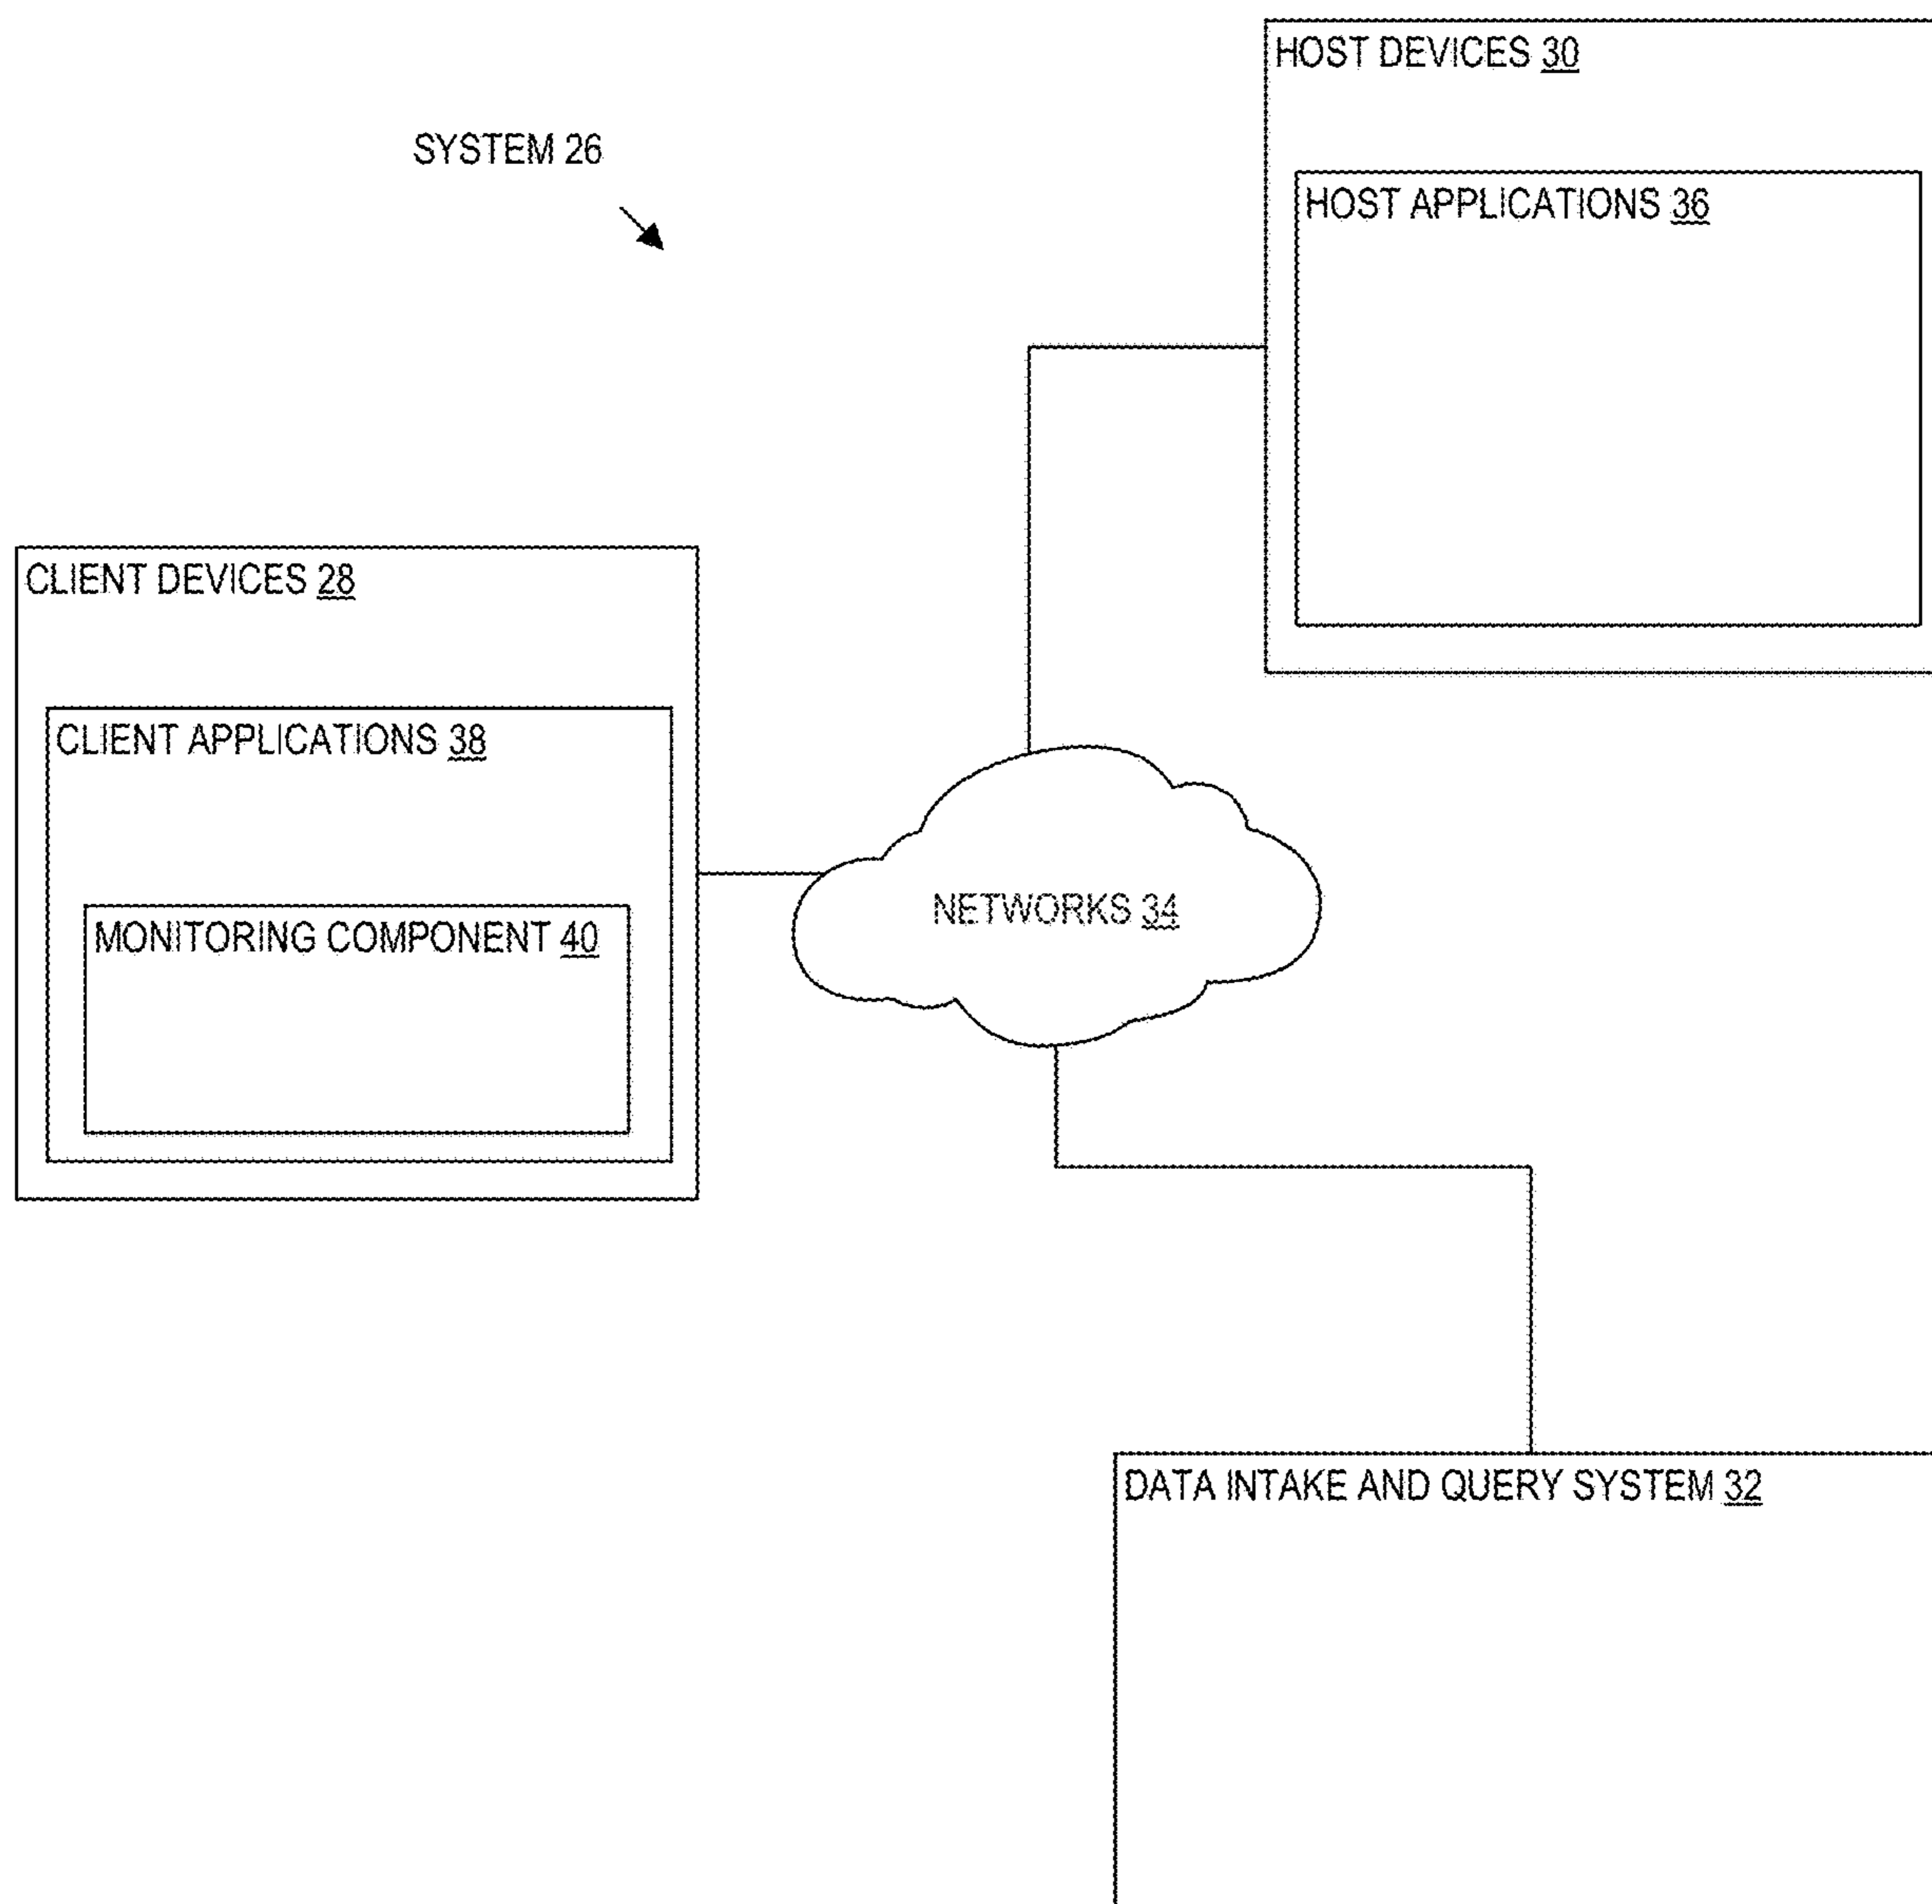 HOST DEVICES 30
SYSTEM 26
HOST APPLICATIONS 36
CLIENT DEVICES 28
CLIENT APPLICATIONS 38
MONITORING COMPONENT 40
NETWORKS 34
DATA INTAKE AND QUERY SYSTEM 32